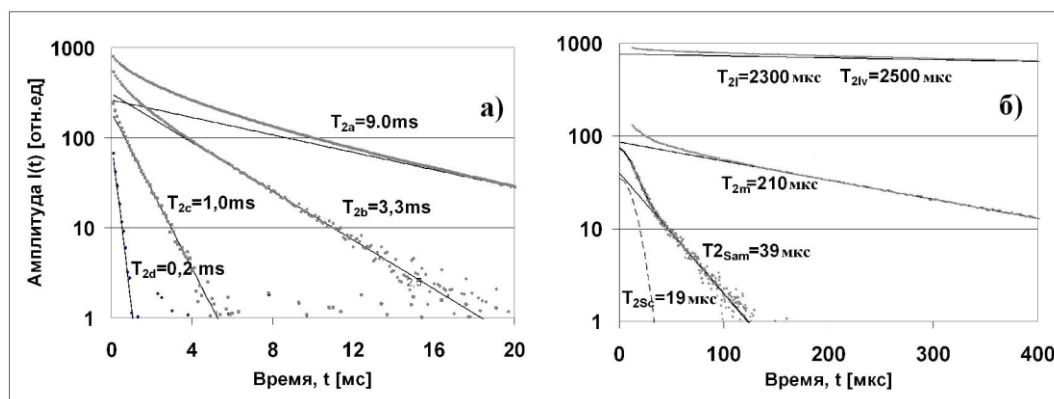 Амплитуда I(t) [отн.ед]
1000
100
10
1
а)
T2a=9.0ms
T2c=1,0ms
T2b=3,3ms
T2d=0,2 ms
2,5
0
4
8
12
16
20
Время, t [мс]
1000
100
10
1
б)
T2l=2300 мкс
T2lv=2500 мкс
T2m=210 мкс
T2Sam=39 мкс
T2Sc=19 мкс
0
100
200
300
400
Время, t [мкс]